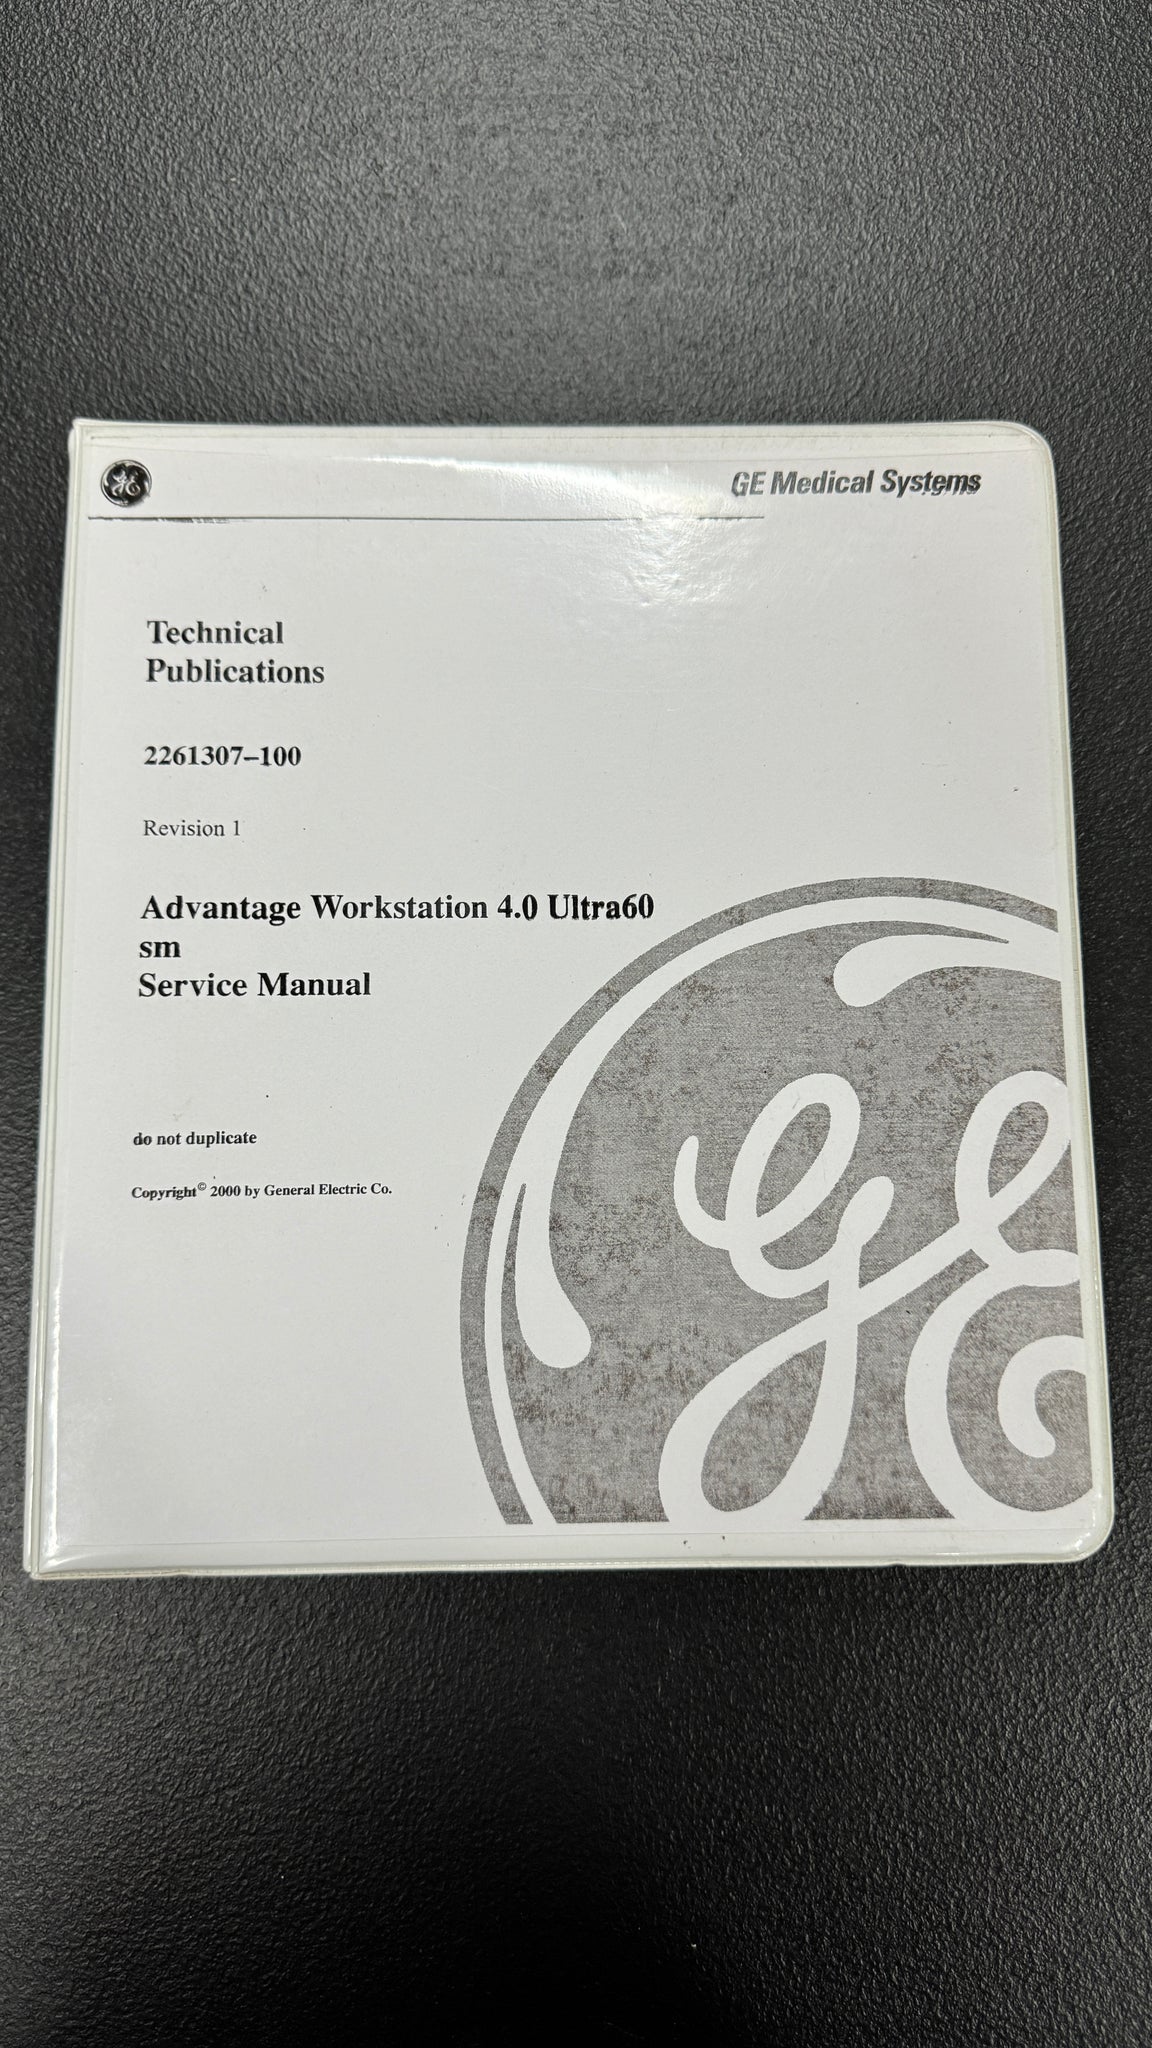 GE Medical Systems
Technical
Publications
2261307–100
Revision 1
Advantage Workstation 4.0 Ultra60
sm
Service Manual
do not duplicate
Copyright© 2000 by General Electric Co.
GE